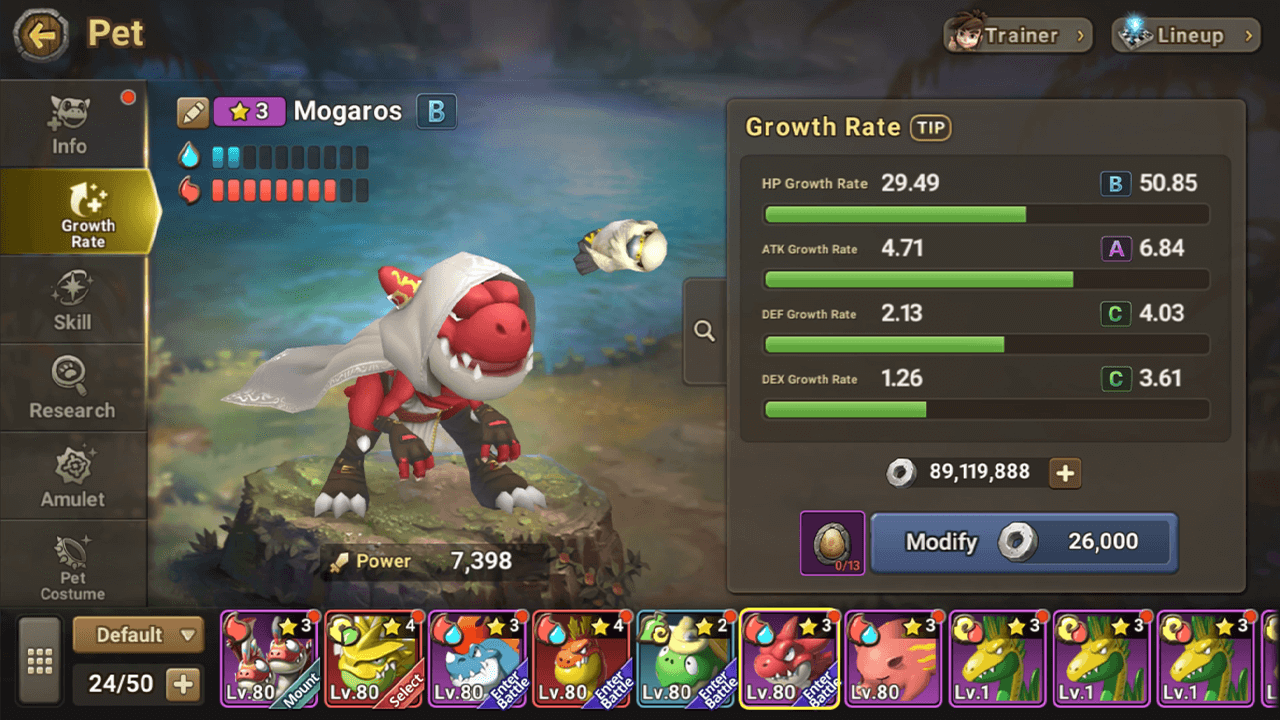 Pet
Trainer
Lineup
Info
Growth
Rate
Skill
Research
Amulet
Pet
Costume
3 Mogaros B
Growth Rate TIP
HP Growth Rate 29.49 B 50.85
ATK Growth Rate 4.71 A 6.84
DEF Growth Rate 2.13 C 4.03
DEX Growth Rate 1.26 C 3.61
89,119,888
0/13
Modify 26,000
Power 7,398
Default
24/50
3 Lv.80 Mount
4 Lv.80 Select
3 Lv.80 Enter Battle
4 Lv.80 Enter Battle
2 Lv.80 Enter Battle
3 Lv.80 Enter Battle
3 Lv.80
3 Lv.1
3 Lv.1
3 Lv.1